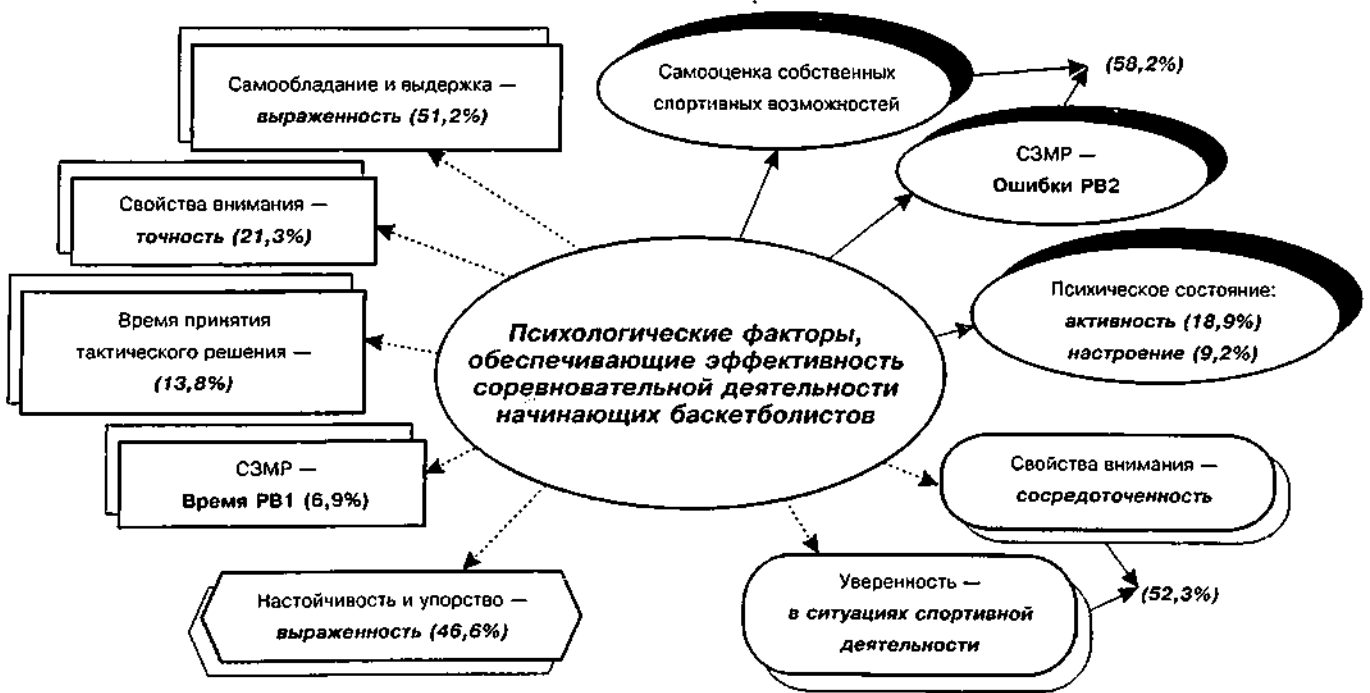 Самообладание и выдержка —
выраженность (51,2%)
Самооценка собственных
спортивных возможностей
(58,2%)
СЗМР —
Ошибки РВ2
Свойства внимания —
точность (21,3%)
Психическое состояние:
активность (18,9%)
настроение (9,2%)
Время принятия
тактического решения —
(13,8%)
Психологические факторы,
обеспечивающие эффективность
соревновательной деятельности
начинающих баскетболистов
СЗМР —
Время РВ1 (6,9%)
Свойства внимания —
сосредоточенность
Настойчивость и упорство —
выраженность (46,6%)
Уверенность —
в ситуациях спортивной
деятельности
(52,3%)